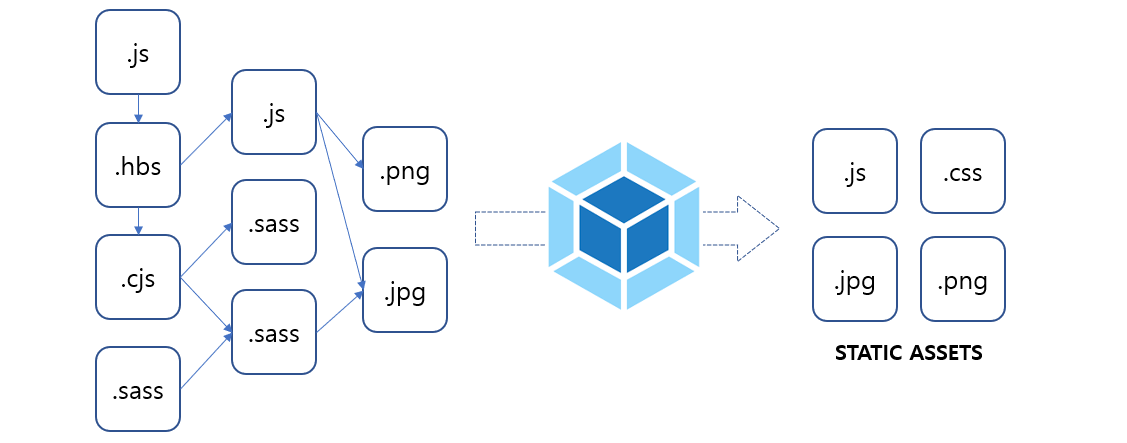 .js
.hbs
.cjs
.sass
.js
.sass
.sass
.png
.jpg
.js
.css
.jpg
.png
STATIC ASSETS